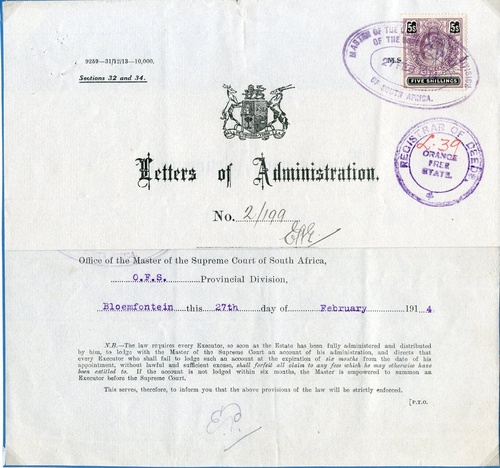 9259—31/12/13—10,000.
Sections 32 and 34.
MASTER OF THE
OF THE
M.S.
OF SOUTH AFRICA.
5s 5s
FIVE SHILLINGS
REGISTRAR OF DEEDS
L.39
ORANGE
FREE
STATE.
Letters of Administration.
No. 2/199
Office of the Master of the Supreme Court of South Africa,
O.F.S. Provincial Division,
Bloemfontein this 27th day of February 1914
N.B.—The law requires every Executor, so soon as the Estate has been fully administered and distributed
by him, to lodge with the Master of the Supreme Court an account of his administration, and directs that
every Executor who shall fail to lodge such an account at the expiration of six months from the date of his
appointment, without lawful and sufficient excuse, shall forfeit all claim to any fees which he may otherwise have
been entitled to. If the account is not lodged within six months, the Master is empowered to summon an
Executor before the Supreme Court.
This serves, therefore, to inform you that the above provisions of the law will be strictly enforced.
[P.T.O.